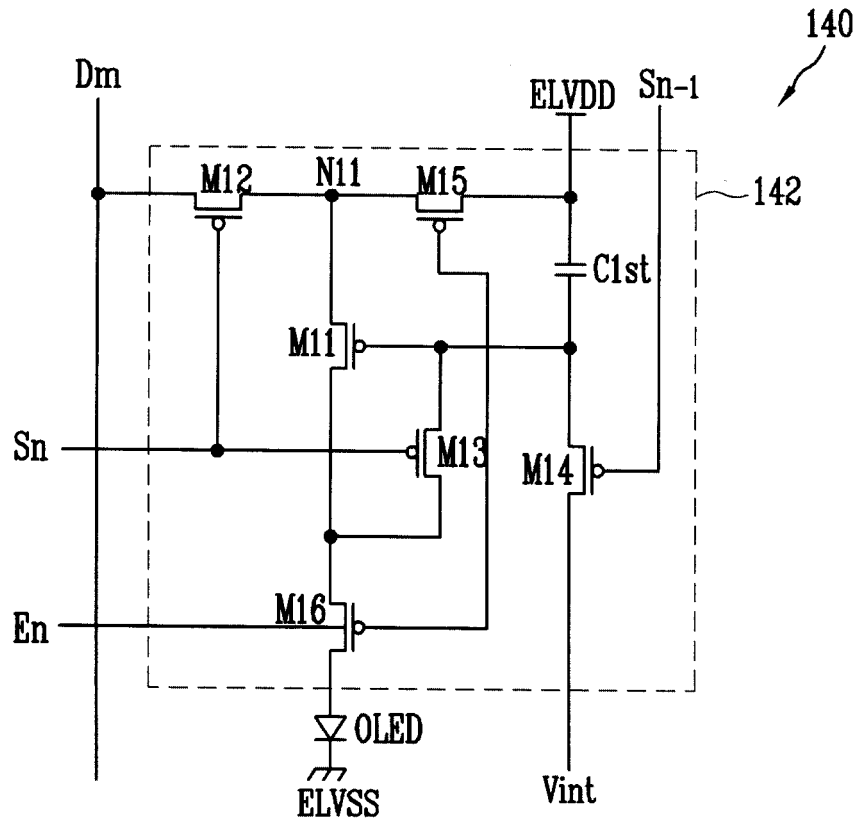 140
Dm
ELVDD
Sn-1
M12
N11
M15
142
C1st
M11
Sn
M13
M14
M16
En
OLED
ELVSS
Vint